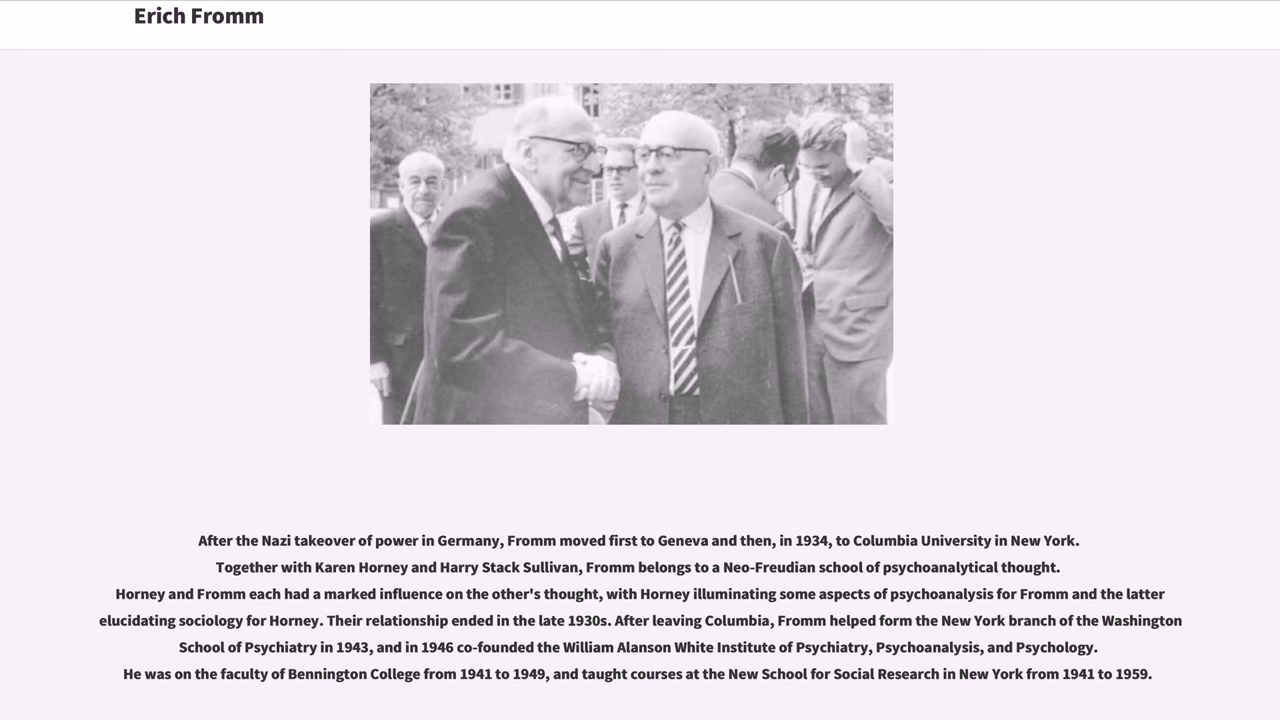 Erich Fromm
After the Nazi takeover of power in Germany, Fromm moved first to Geneva and then, in 1934, to Columbia University in New York.
Together with Karen Horney and Harry Stack Sullivan, Fromm belongs to a Neo-Freudian school of psychoanalytical thought.
Horney and Fromm each had a marked influence on the other's thought, with Horney illuminating some aspects of psychoanalysis for Fromm and the latter
elucidating sociology for Horney. Their relationship ended in the late 1930s. After leaving Columbia, Fromm helped form the New York branch of the Washington
School of Psychiatry in 1943, and in 1946 co-founded the William Alanson White Institute of Psychiatry, Psychoanalysis, and Psychology.
He was on the faculty of Bennington College from 1941 to 1949, and taught courses at the New School for Social Research in New York from 1941 to 1959.